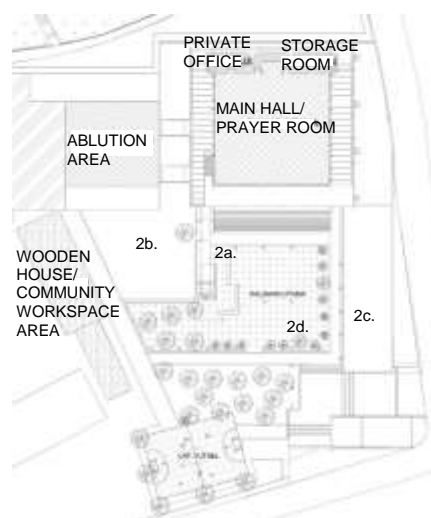 PRIVATE
OFFICE
STORAGE
ROOM
MAIN HALL/
PRAYER ROOM
ABLUTION
AREA
2b.
2a.
WOODEN
HOUSE/
COMMUNITY
WORKSPACE
AREA
2c.
2d.